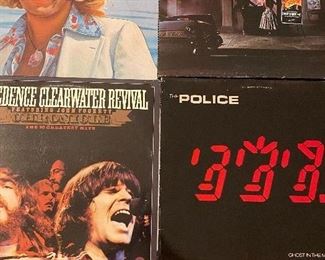 EDENCE CLEARWATER REVIVAL
FEATURING JOHN FOGERTY
CHRONICLE
THE 20 GREATEST HITS
THE POLICE
GHOST IN THE